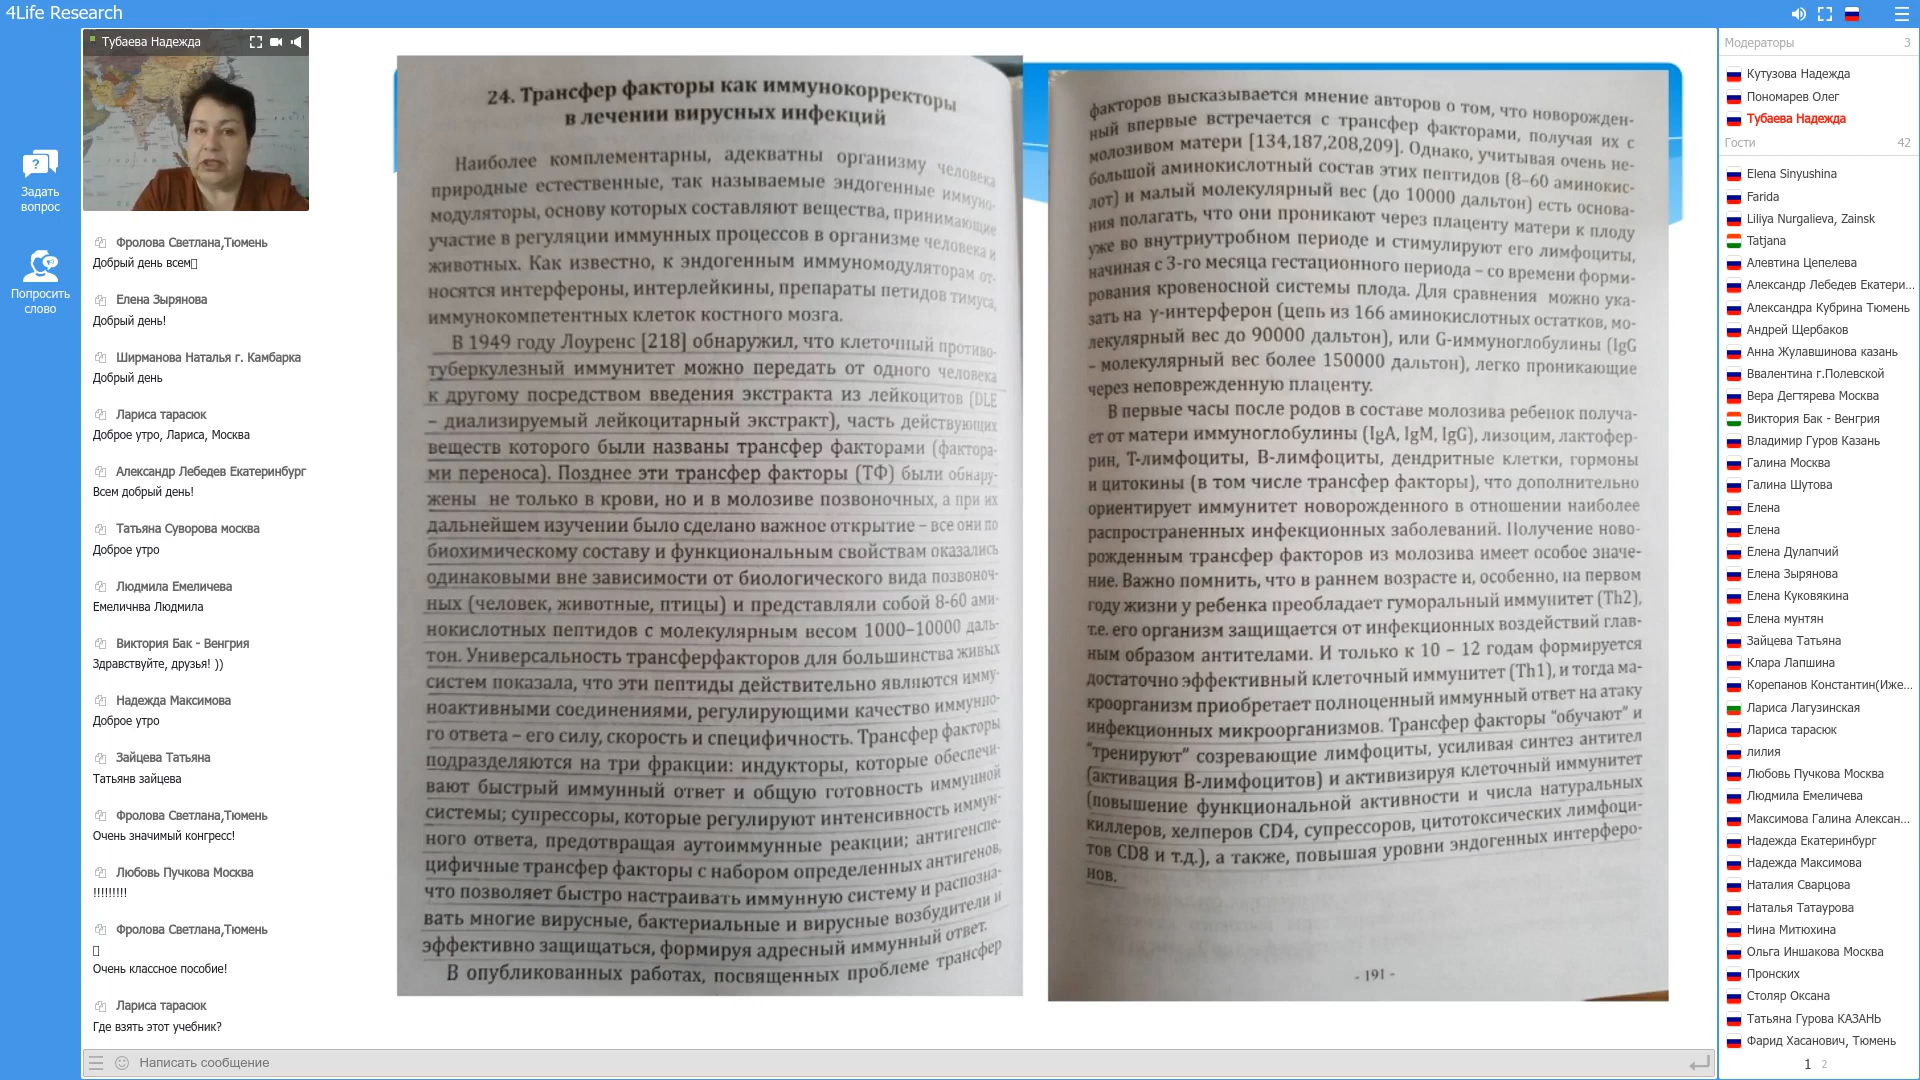 4Life Research
Задать
вопрос
Попросить
слово
Тубаева Надежда
Фролова Светлана,Тюмень
Добрый день всем
Елена Зырянова
Добрый день!
Ширманова Наталья г. Камбарка
Добрый день
Лариса тарасюк
Доброе утро, Лариса, Москва
Александр Лебедев Екатеринбург
Всем добрый день!
Татьяна Суворова москва
Доброе утро
Людмила Емеличева
Емеличнва Людмила
Виктория Бак - Венгрия
Здравствуйте, друзья! ))
Надежда Максимова
Доброе утро
Зайцева Татьяна
Татьянв зайцева
Фролова Светлана,Тюмень
Очень значимый конгресс!
Любовь Пучкова Москва
!!!!!!!!!
Фролова Светлана,Тюмень
Очень классное пособие!
Лариса тарасюк
Где взять этот учебник?
Написать сообщение
24. Трансфер факторы как иммунокорректоры
в лечении вирусных инфекций
Наиболее комплементарны, адекватны организму человека
природные естественные, так называемые эндогенные иммуно-
модуляторы, основу которых составляют вещества, принимающие
участие в регуляции иммунных процессов в организме человека и
животных. Как известно, к эндогенным иммуномодуляторам от-
носятся интерфероны, интерлейкины, препараты петидов тимуса,
иммунокомпетентных клеток костного мозга.
В 1949 году Лоуренс [218] обнаружил, что клеточный противо-
туберкулезный иммунитет можно передать от одного человека
к другому посредством введения экстракта из лейкоцитов (DLE
– диализируемый лейкоцитарный экстракт), часть действующих
веществ которого были названы трансфер факторами (фактора-
ми переноса). Позднее эти трансфер факторы (ТФ) были обнару-
жены не только в крови, но и в молозиве позвоночных, а при их
дальнейшем изучении было сделано важное открытие – все они по
биохимическому составу и функциональным свойствам оказались
одинаковыми вне зависимости от биологического вида позвоноч-
ных (человек, животные, птицы) и представляли собой 8-60 ами-
нокислотных пептидов с молекулярным весом 1000–10000 даль-
тон. Универсальность трансферфакторов для большинства живых
систем показала, что эти пептиды действительно являются имму-
ноактивными соединениями, регулирующими качество иммунно-
го ответа – его силу, скорость и специфичность. Трансфер факторы
подразделяются на три фракции: индукторы, которые обеспечи-
вают быстрый иммунный ответ и общую готовность иммунной
системы; супрессоры, которые регулируют интенсивность иммун-
ного ответа, предотвращая аутоиммунные реакции; антигенспе-
цифичные трансфер факторы с набором определенных антигенов,
что позволяет быстро настраивать иммунную систему и распозна-
вать многие вирусные, бактериальные и вирусные возбудители и
эффективно защищаться, формируя адресный иммунный ответ.
В опубликованных работах, посвященных проблеме трансфер
факторов высказывается мнение авторов о том, что новорожден-
ный впервые встречается с трансфер факторами, получая их с
молозивом матери [134,187,208,209]. Однако, учитывая очень не-
большой аминокислотный состав этих пептидов (8–60 аминокис-
лот) и малый молекулярный вес (до 10000 дальтон) есть основа-
ния полагать, что они проникают через плаценту матери к плоду
уже во внутриутробном периоде и стимулируют его лимфоциты,
начиная с 3-го месяца гестационного периода – со времени форми-
рования кровеносной системы плода. Для сравнения можно ука-
зать на γ-интерферон (цепь из 166 аминокислотных остатков, мо-
лекулярный вес до 90000 дальтон), или G-иммуноглобулины (IgG
– молекулярный вес более 150000 дальтон), легко проникающие
через неповрежденную плаценту.
В первые часы после родов в составе молозива ребенок получа-
ет от матери иммуноглобулины (IgA, IgM, IgG), лизоцим, лактофер-
рин, Т-лимфоциты, В-лимфоциты, дендритные клетки, гормоны
и цитокины (в том числе трансфер факторы), что дополнительно
ориентирует иммунитет новорожденного в отношении наиболее
распространенных инфекционных заболеваний. Получение ново-
рожденным трансфер факторов из молозива имеет особое значе-
ние. Важно помнить, что в раннем возрасте и, особенно, на первом
году жизни у ребенка преобладает гуморальный иммунитет (Th2),
т.е. его организм защищается от инфекционных воздействий глав-
ным образом антителами. И только к 10 – 12 годам формируется
достаточно эффективный клеточный иммунитет (Th1), и тогда ма-
кроорганизм приобретает полноценный иммунный ответ на атаку
инфекционных микроорганизмов. Трансфер факторы “обучают” и
“тренируют” созревающие лимфоциты, усиливая синтез антител
(активация В-лимфоцитов) и активизируя клеточный иммунитет
(повышение функциональной активности и числа натуральных
киллеров, хелперов CD4, супрессоров, цитотоксических лимфоци-
тов CD8 и т.д.), а также, повышая уровни эндогенных интерферо-
нов.
- 191 -
Модераторы 3
Кутузова Надежда
Пономарев Олег
Тубаева Надежда
Гости 42
Elena Sinyushina
Farida
Liliya Nurgalieva, Zainsk
Tatjana
Алевтина Цепелева
Александр Лебедев Екатери...
Александра Кубрина Тюмень
Андрей Щербаков
Анна Жулавшинова казань
Ввалентина г.Полевской
Вера Дегтярева Москва
Виктория Бак - Венгрия
Владимир Гуров Казань
Галина Москва
Галина Шутова
Елена
Елена
Елена Дулапчий
Елена Зырянова
Елена Куковякина
Елена мунтян
Зайцева Татьяна
Клара Лапшина
Корепанов Константин(Иже...
Лариса Лагузинская
Лариса тарасюк
лилия
Любовь Пучкова Москва
Людмила Емеличева
Максимова Галина Алексан...
Надежда Екатеринбург
Надежда Максимова
Наталия Сварцова
Наталья Татаурова
Нина Митюхина
Ольга Иншакова Москва
Пронских
Столяр Оксана
Татьяна Гурова КАЗАНЬ
Фарид Хасанович, Тюмень
1 2